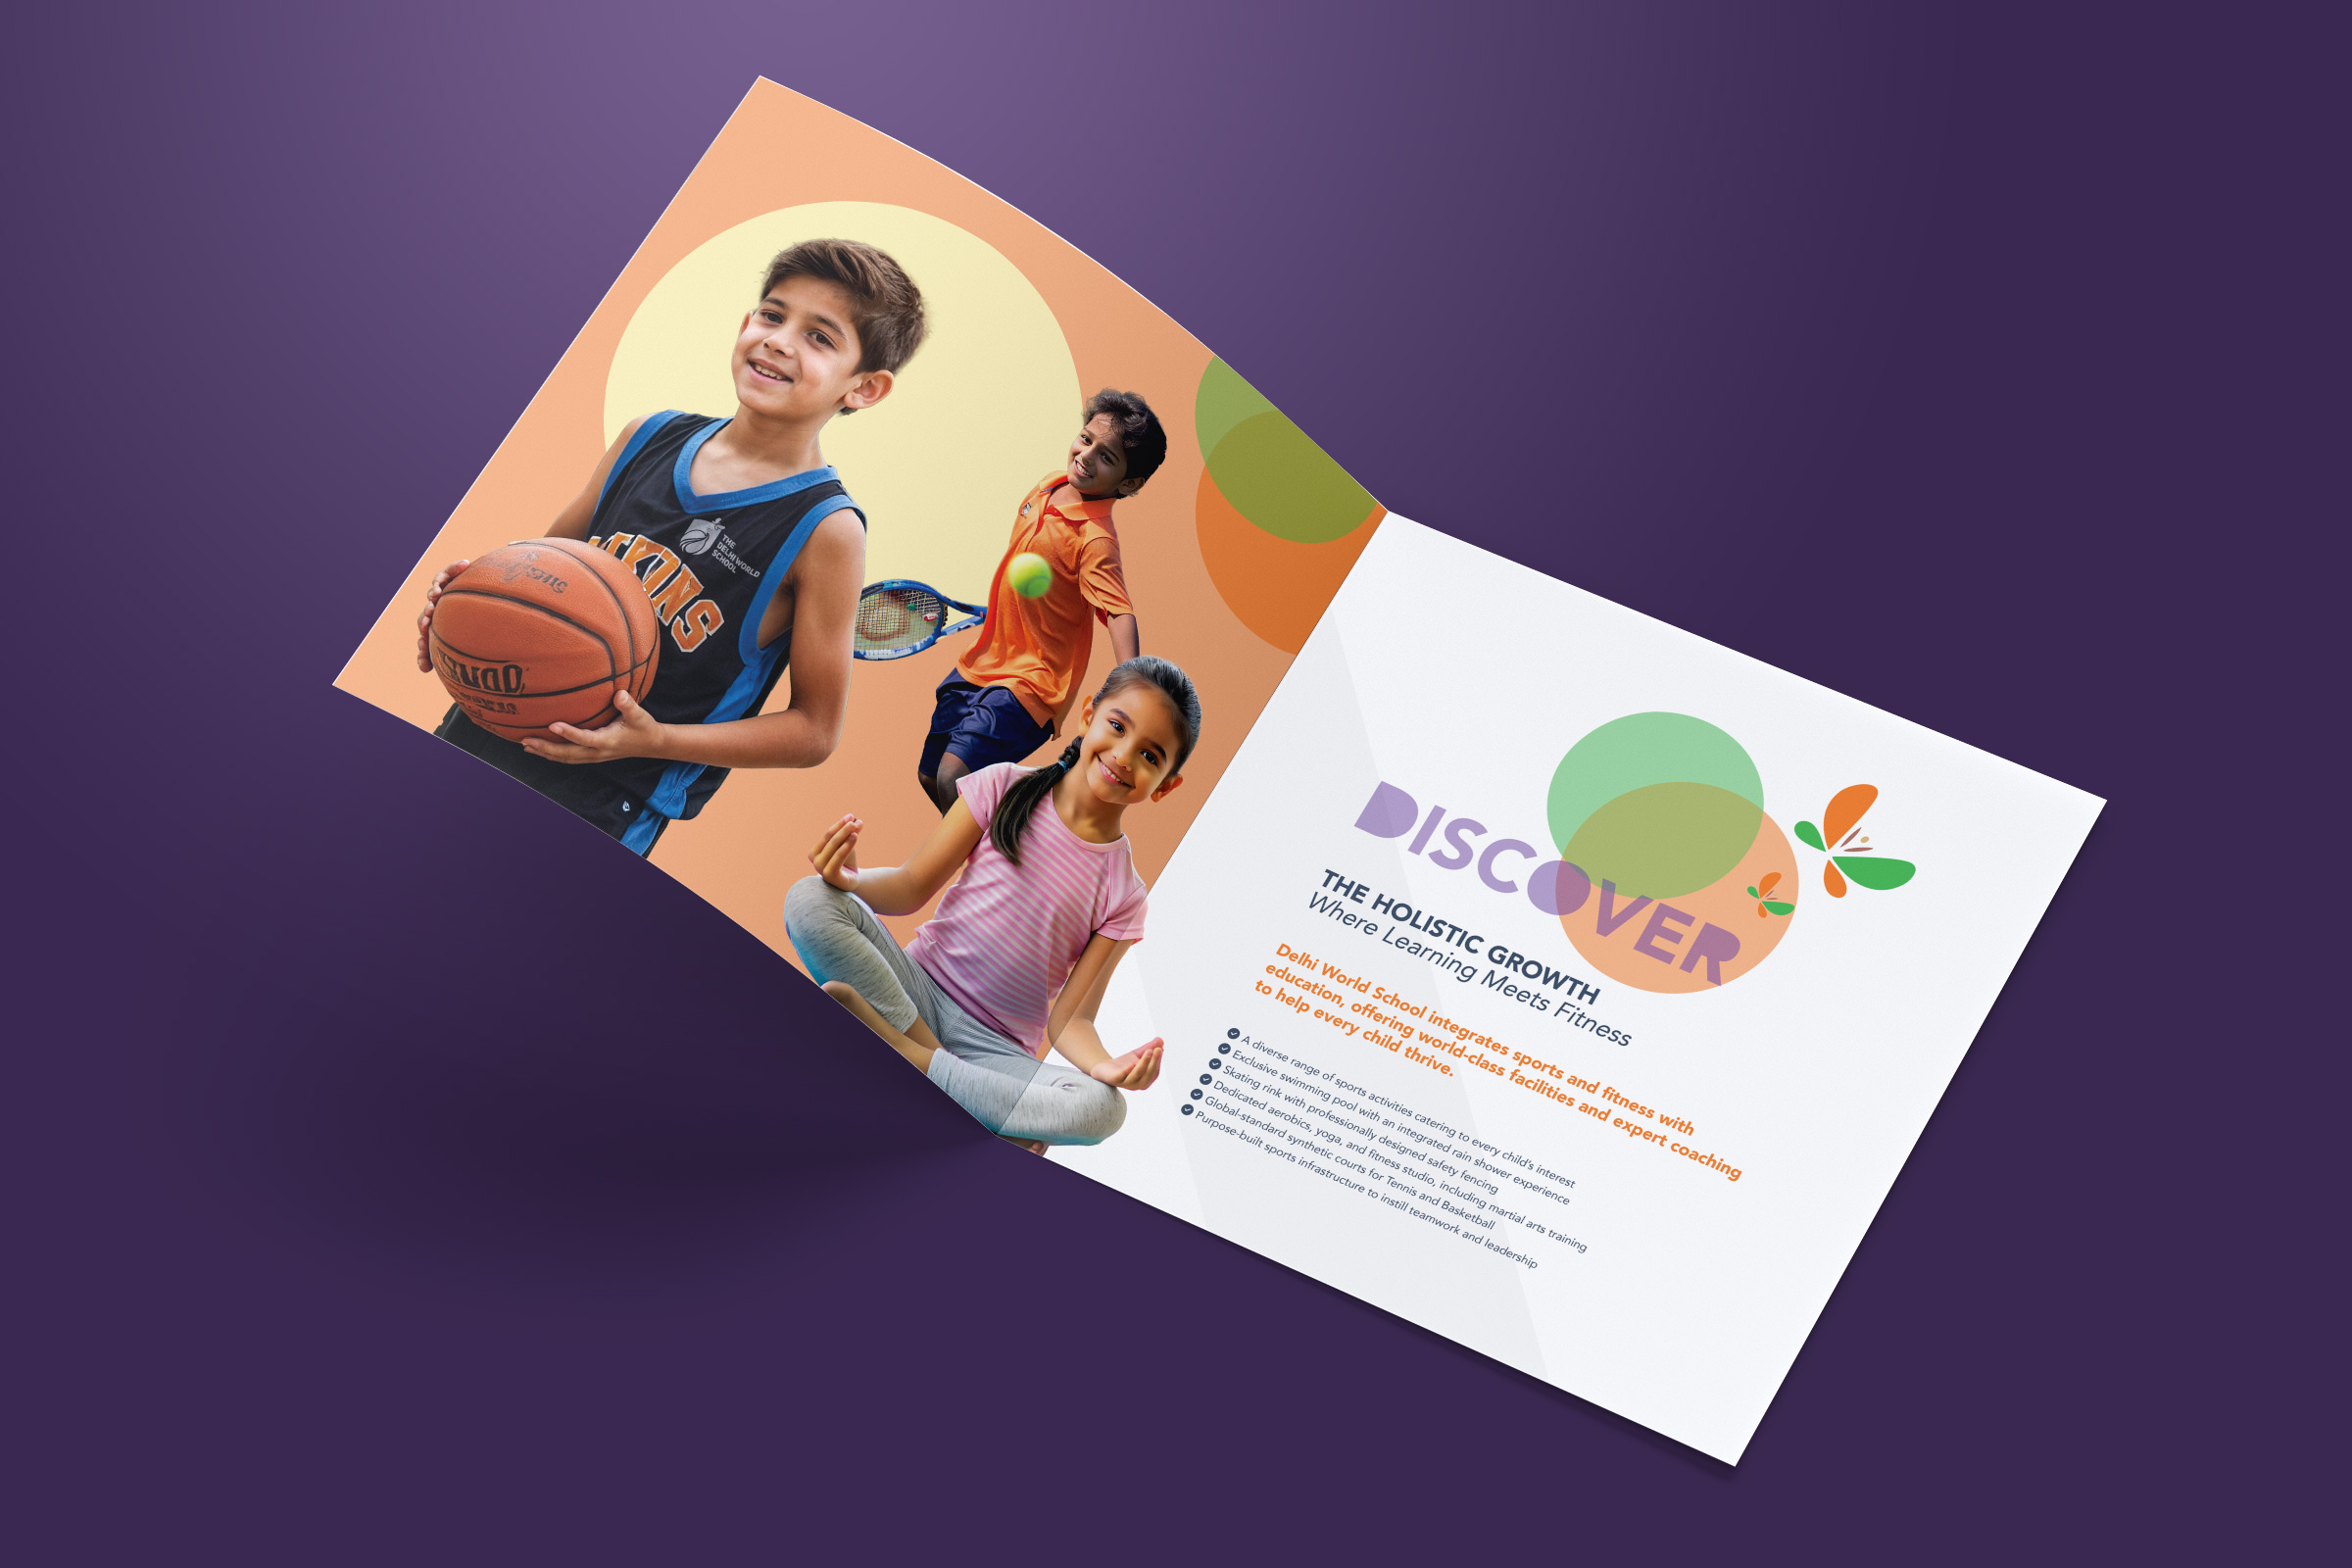 THE
DELHI WORLD
SCHOOL
DISCOVER
THE HOLISTIC GROWTH
Where Learning Meets Fitness
Delhi World School integrates sports and fitness with
education, offering world-class facilities and expert coaching
to help every child thrive.
A diverse range of sports activities catering to every child's interest
Exclusive swimming pool with an integrated rain shower experience
Skating rink with professionally designed safety fencing
Dedicated aerobics, yoga, and fitness studio, including martial arts training
Global-standard synthetic courts for Tennis and Basketball
Purpose-built sports infrastructure to instill teamwork and leadership